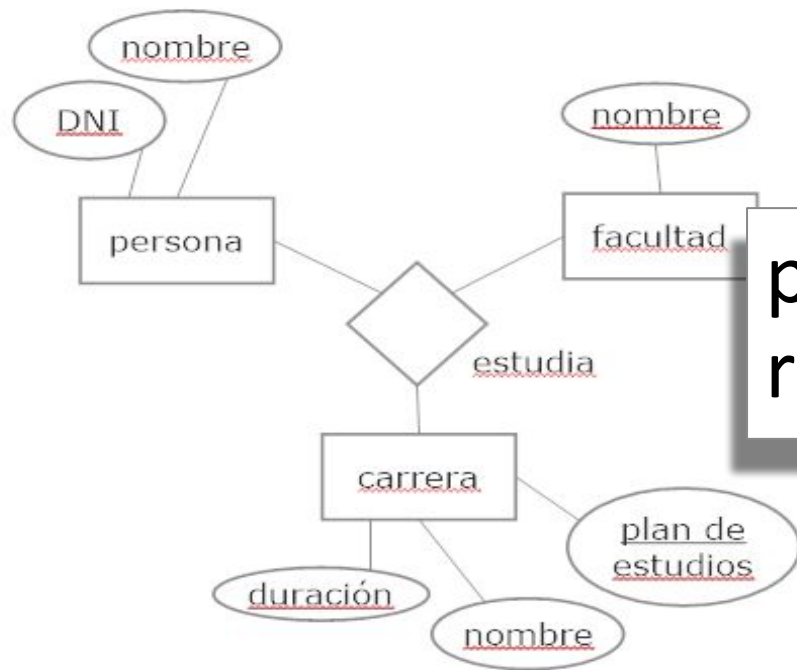 nombre
DNI
nombre
persona
facultad
estudia
carrera
plan de
estudios
duración
nombre